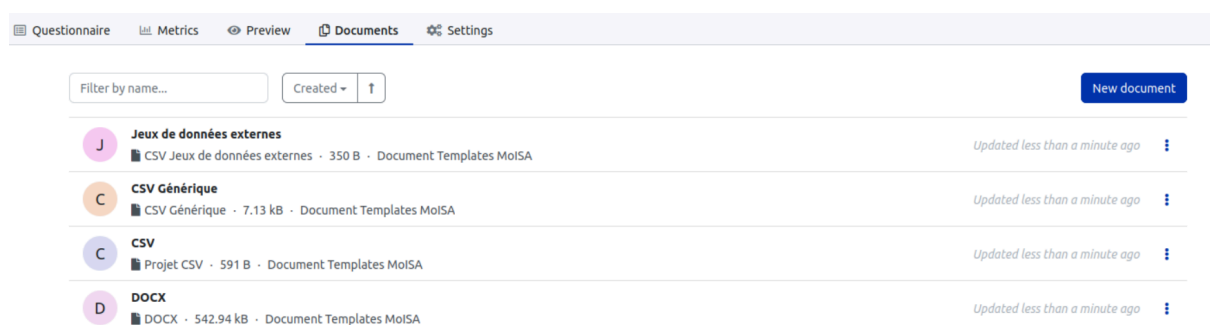 Questionnaire Metrics Preview Documents Settings
Filter by name... Created New document
J
Jeux de données externes
CSV Jeux de données externes · 350 B · Document Templates MoISA
Updated less than a minute ago
C
CSV Générique
CSV Générique · 7.13 kB · Document Templates MoISA
Updated less than a minute ago
C
CSV
Projet CSV · 591 B · Document Templates MoISA
Updated less than a minute ago
D
DOCX
DOCX · 542.94 kB · Document Templates MoISA
Updated less than a minute ago